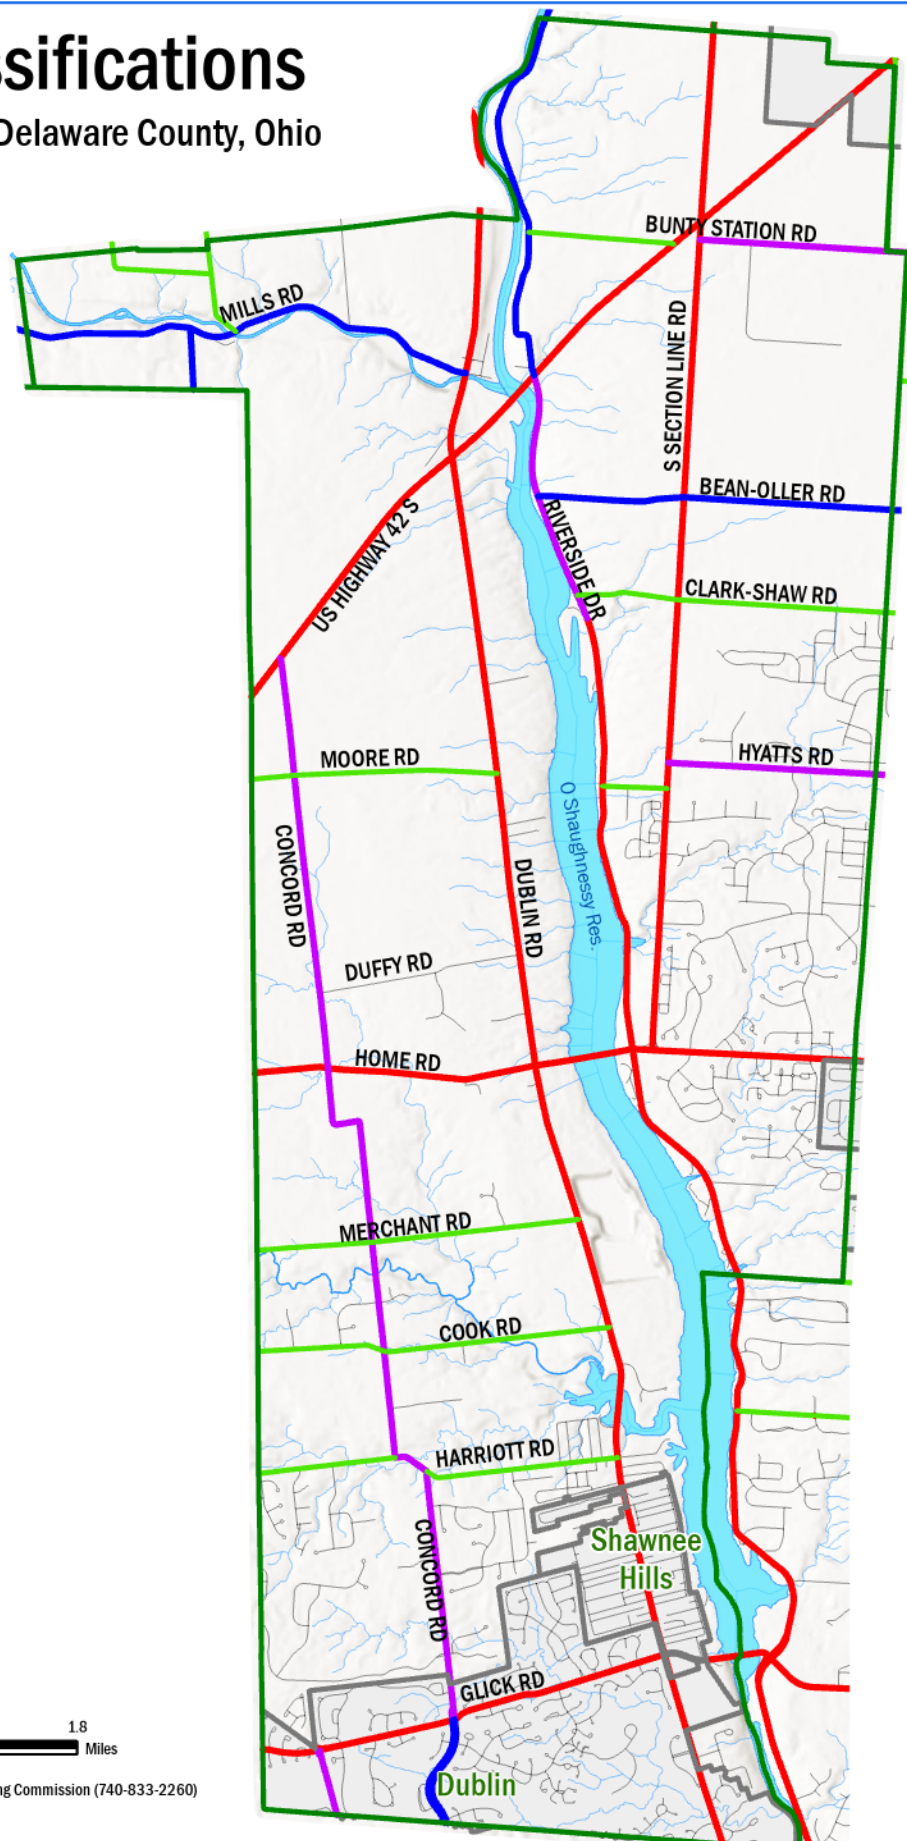 ssifications
Delaware County, Ohio
BUNTY STATION RD
MILLS RD
S SECTION LINE RD
BEAN-OLLER RD
US HIGHWAY 42 S
RIVERSIDE DR
CLARK-SHAW RD
MOORE RD
HYATTS RD
O Shaughnessy Res.
CONCORD RD
DUBLIN RD
DUFFY RD
HOME RD
MERCHANT RD
COOK RD
HARRIOTT RD
CONCORD RD
Shawnee
Hills
GLICK RD
1.8
Miles
Dublin
ng Commission (740-833-2260)